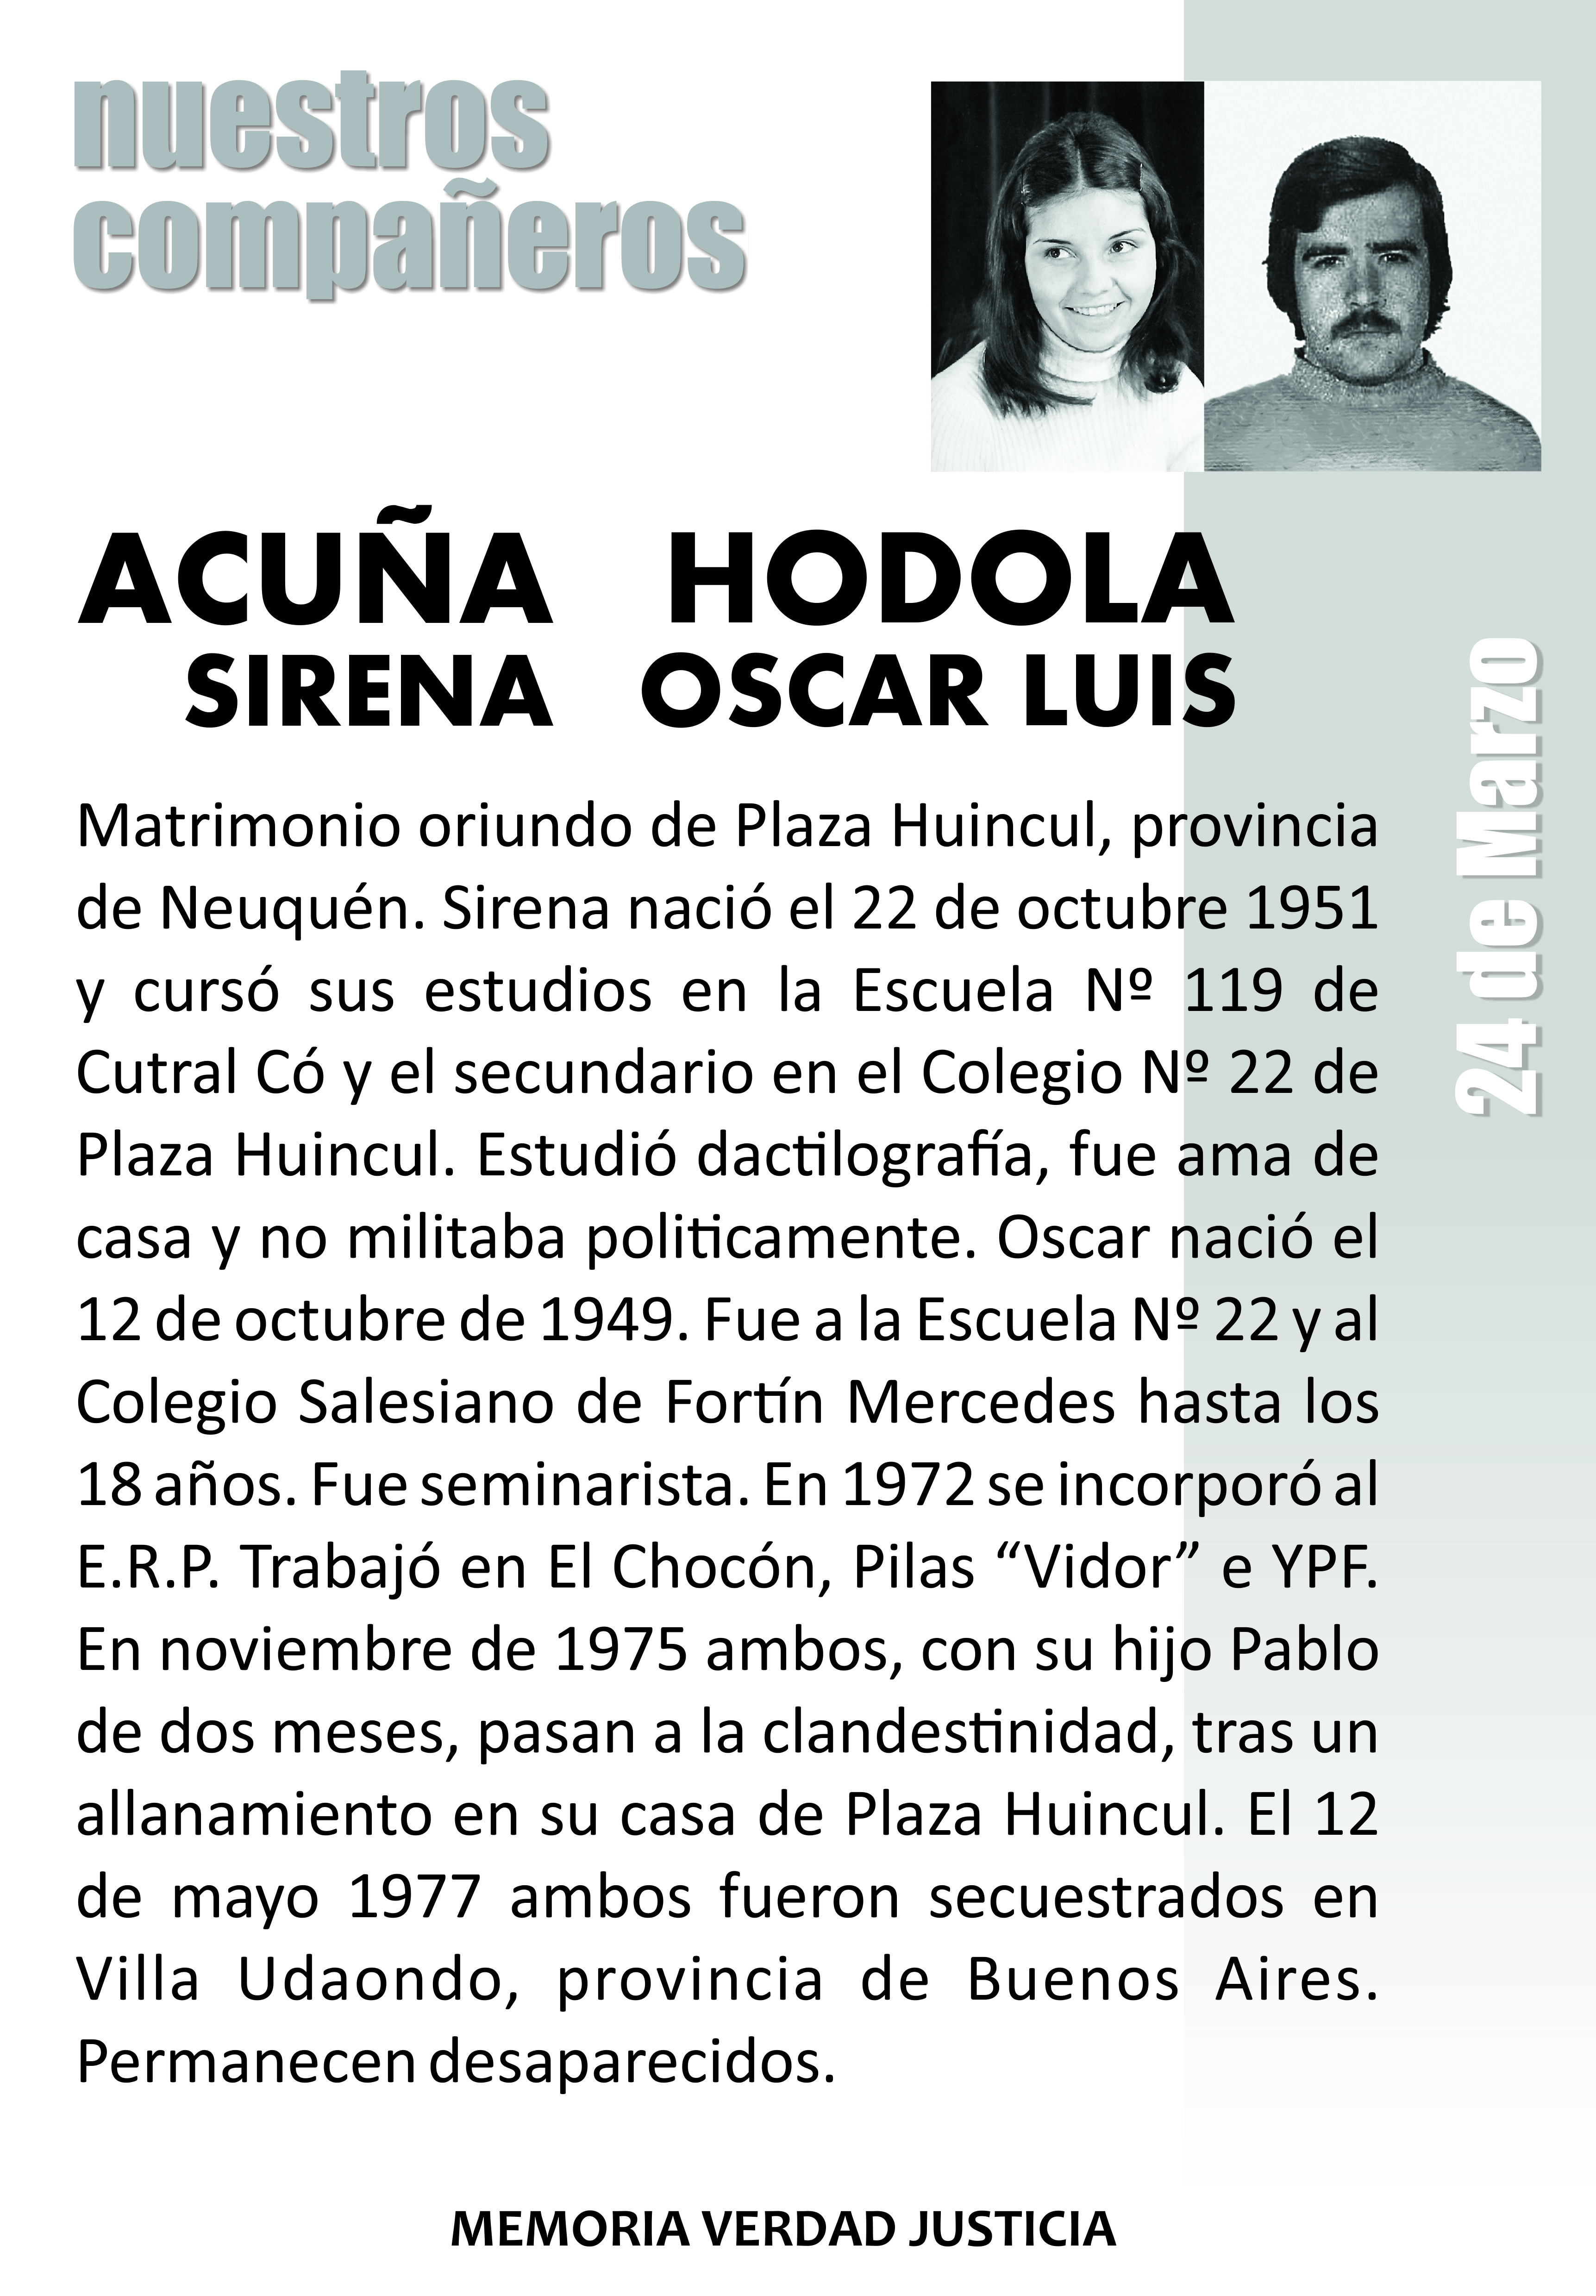 nuestros
compañeros
ACUÑA HODOLA
SIRENA OSCAR LUIS
24 de Marzo
Matrimonio oriundo de Plaza Huincul, provincia
de Neuquén. Sirena nació el 22 de octubre 1951
y cursó sus estudios en la Escuela Nº 119 de
Cutral Có y el secundario en el Colegio Nº 22 de
Plaza Huincul. Estudió dactilografía, fue ama de
casa y no militaba politicamente. Oscar nació el
12 de octubre de 1949. Fue a la Escuela Nº 22 y al
Colegio Salesiano de Fortín Mercedes hasta los
18 años. Fue seminarista. En 1972 se incorporó al
E.R.P. Trabajó en El Chocón, Pilas “Vidor” e YPF.
En noviembre de 1975 ambos, con su hijo Pablo
de dos meses, pasan a la clandestinidad, tras un
allanamiento en su casa de Plaza Huincul. El 12
de mayo 1977 ambos fueron secuestrados en
Villa Udaondo, provincia de Buenos Aires.
Permanecen desaparecidos.
MEMORIA VERDAD JUSTICIA